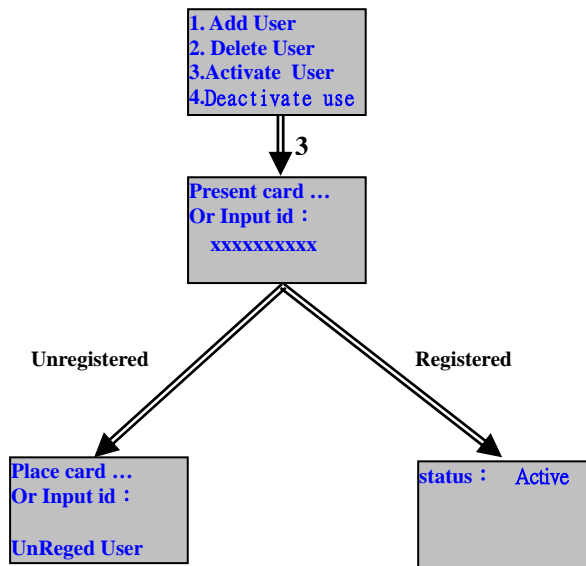 1. Add User
2. Delete User
3.Activate User
4.Deactivate use
3
Present card …
Or Input id：
xxxxxxxxxx
Unregistered
Registered
Place card …
Or Input id：
UnReged User
status： Active